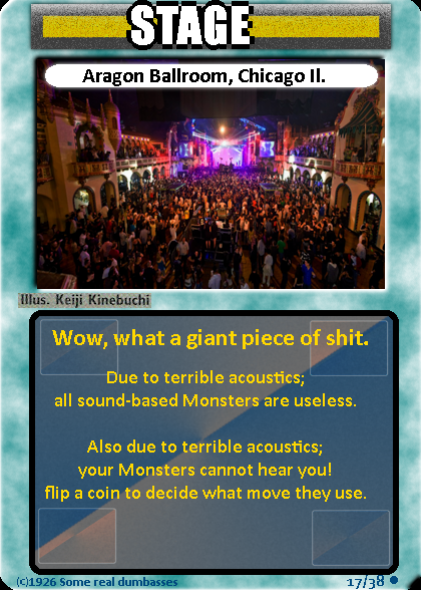 STAGE
Aragon Ballroom, Chicago Il.
Illus. Keiji Kinebuchi
Wow, what a giant piece of shit.
Due to terrible acoustics;
all sound-based Monsters are useless.
Also due to terrible acoustics;
your Monsters cannot hear you!
flip a coin to decide what move they use.
(c)1926 Some real dumbasses
17/38